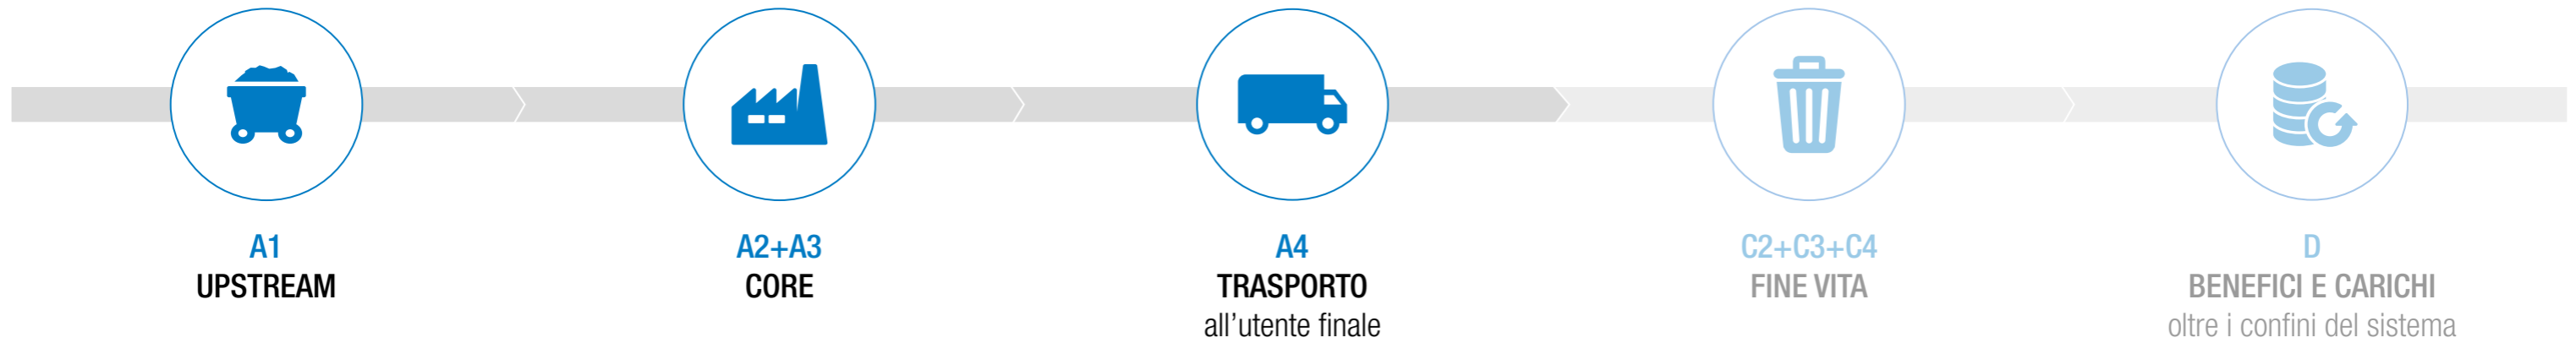 A1
UPSTREAM
A2+A3
CORE
A4
TRASPORTO
all’utente finale
C2+C3+C4
FINE VITA
D
BENEFICI E CARICHI
oltre i confini del sistema